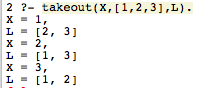 2 ?- takeout(X,[1,2,3],L).
X = 1,
L = [2, 3]
X = 2,
L = [1, 3]
X = 3,
L = [1, 2]